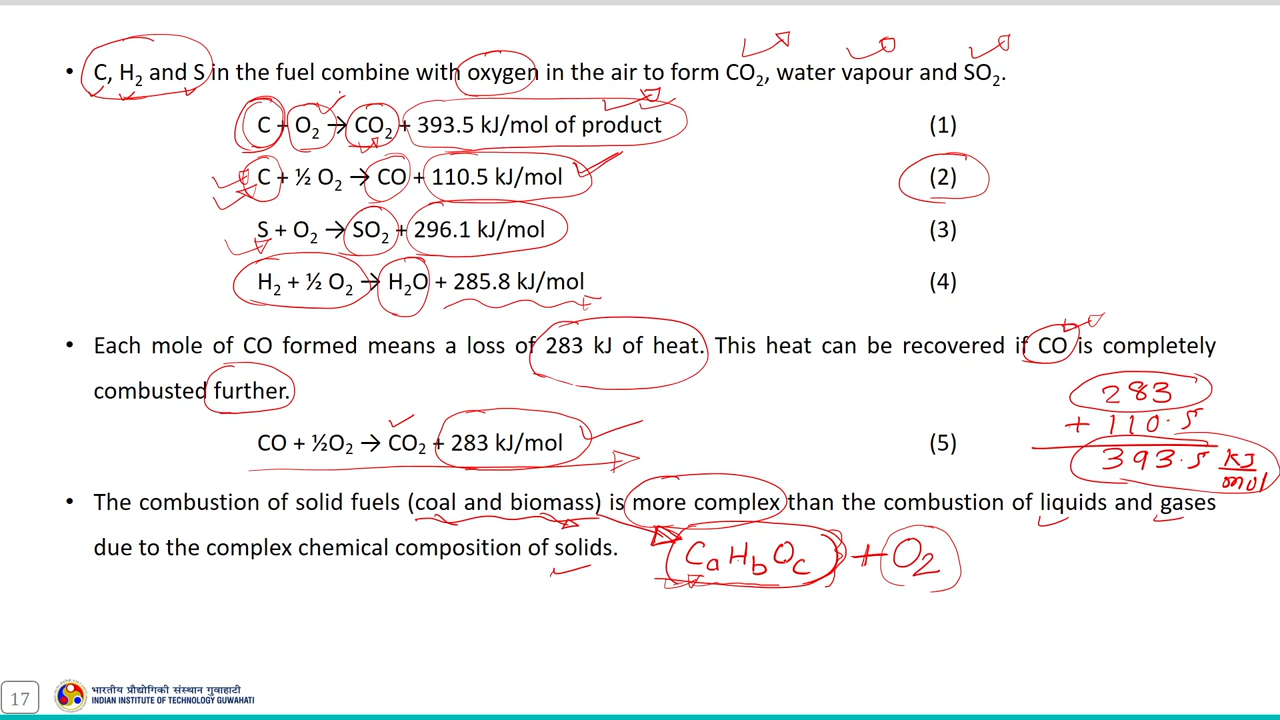 • C, H₂ and S in the fuel combine with oxygen in the air to form CO₂, water vapour and SO₂.
C + O₂ → CO₂ + 393.5 kJ/mol of product (1)
C + ½ O₂ → CO + 110.5 kJ/mol (2)
S + O₂ → SO₂ + 296.1 kJ/mol (3)
H₂ + ½ O₂ → H₂O + 285.8 kJ/mol (4)
• Each mole of CO formed means a loss of 283 kJ of heat. This heat can be recovered if CO is completely
combusted further.
283
+ 110.5
393.5 kJ/mol
CO + ½O₂ → CO₂ + 283 kJ/mol (5)
• The combustion of solid fuels (coal and biomass) is more complex than the combustion of liquids and gases
due to the complex chemical composition of solids.
CaHbOc + O₂
17
भारतीय प्रौद्योगिकी संस्थान गुवाहाटी
INDIAN INSTITUTE OF TECHNOLOGY GUWAHATI